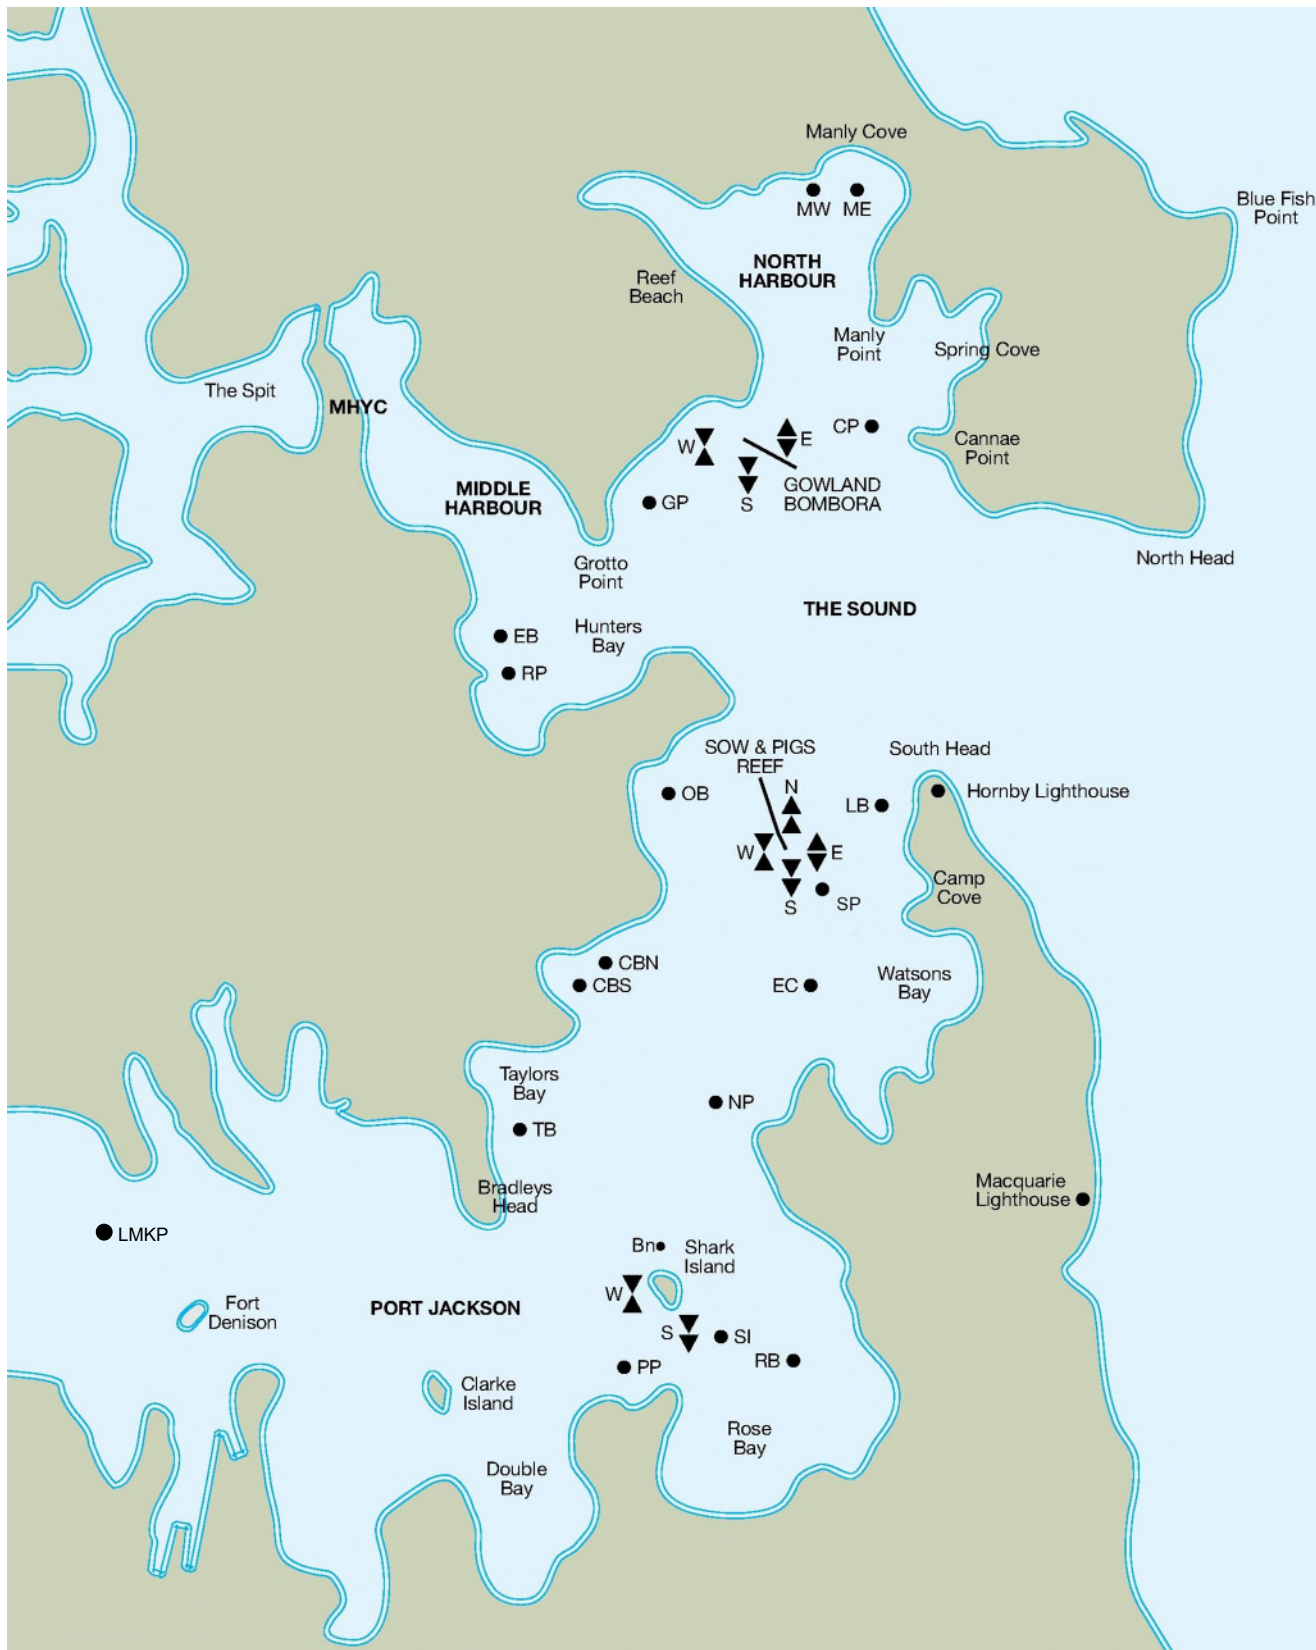 Manly Cove
Blue Fish
Point
MW
ME
NORTH
HARBOUR
Reef
Beach
Manly
Point
Spring Cove
The Spit
MHYC
CP
W
E
Cannae
Point
MIDDLE
HARBOUR
GOWLAND
BOMBORA
S
GP
North Head
Grotto
Point
THE SOUND
Hunters
Bay
EB
RP
SOW & PIGS
REEF
South Head
N
OB
LB
Hornby Lighthouse
W
E
Camp
Cove
S
SP
CBN
CBS
EC
Watsons
Bay
Taylors
Bay
NP
TB
Bradleys
Head
Macquarie
Lighthouse
LMKP
Bn
Shark
Island
W
Fort
Denison
PORT JACKSON
S
SI
PP
RB
Clarke
Island
Rose
Bay
Double
Bay